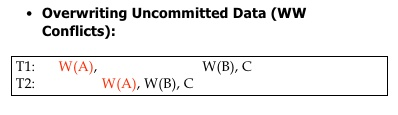 • Overwriting Uncommitted Data (WW
Conflicts):
T1: W(A), W(B), C
T2: W(A), W(B), C